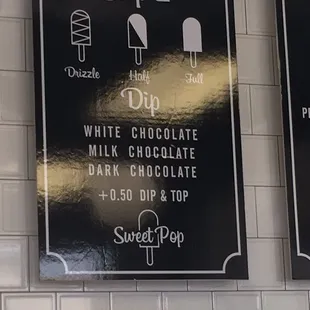 Drizzle Half Full
Dip
WHITE CHOCOLATE
MILK CHOCOLATE
DARK CHOCOLATE
+0.50 DIP & TOP
Sweet Pop